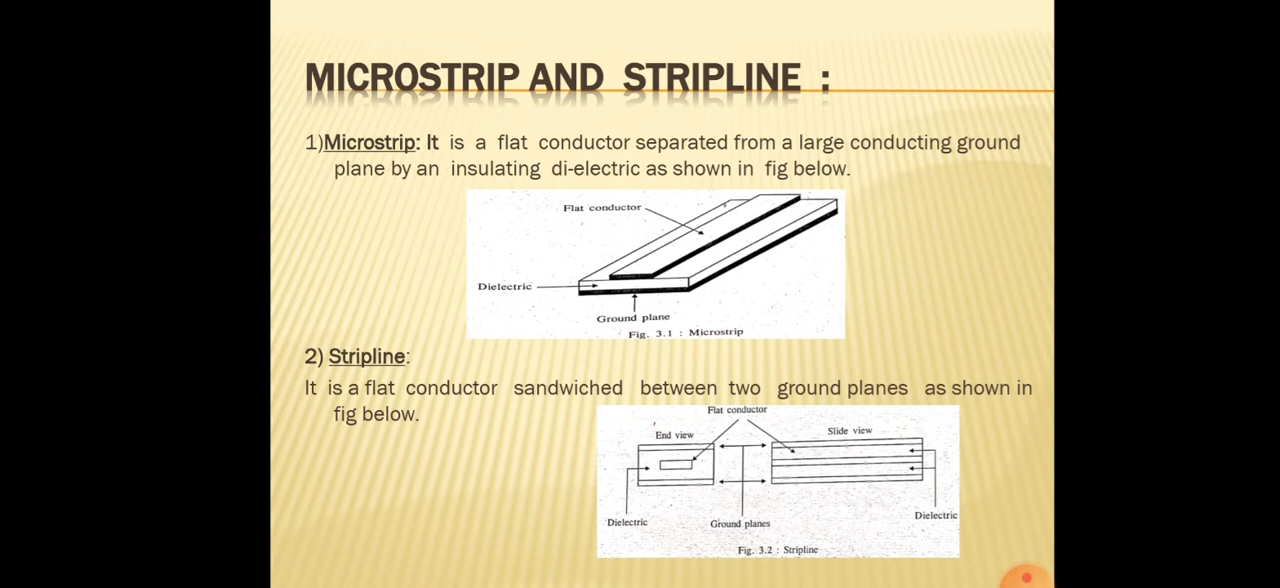 MICROSTRIP AND STRIPLINE :
1)Microstrip: It is a flat conductor separated from a large conducting ground
plane by an insulating di-electric as shown in fig below.
Flat conductor
Dielectric
Ground plane
Fig. 3.1 : Microstrip
2) Stripline:
It is a flat conductor sandwiched between two ground planes as shown in
fig below.
Flat conductor
End view
Slide view
Dielectric
Ground planes
Dielectric
Fig. 3.2 : Stripline